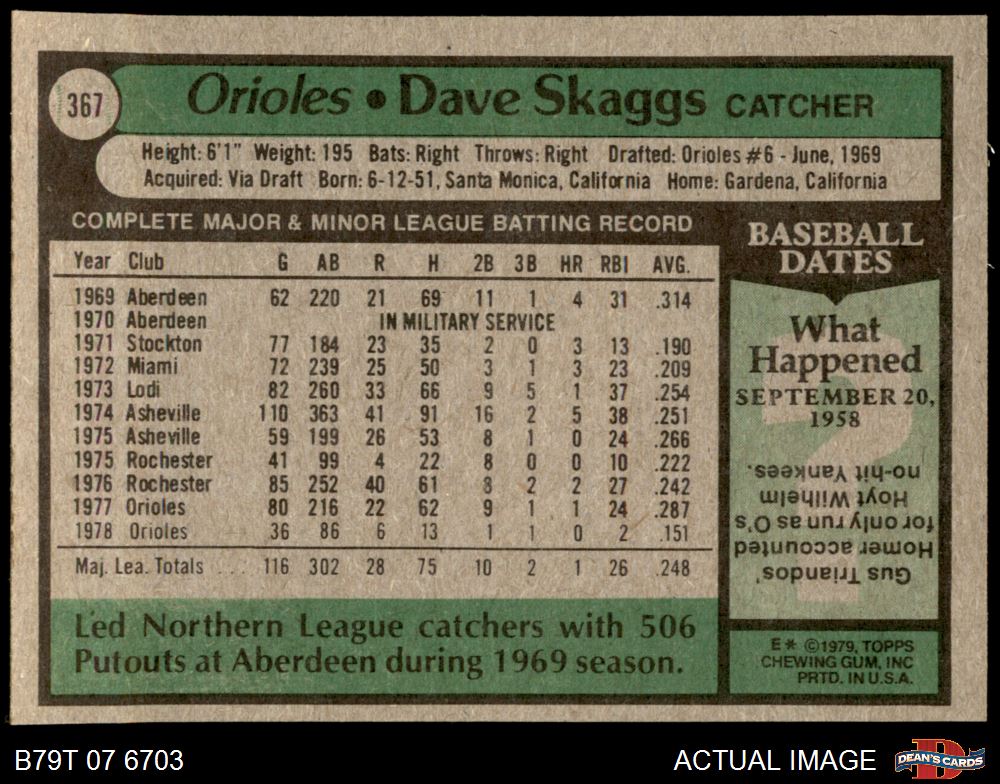 367
Orioles • Dave Skaggs CATCHER
Height: 6'1" Weight: 195 Bats: Right Throws: Right Drafted: Orioles #6 - June, 1969
Acquired: Via Draft Born: 6-12-51, Santa Monica, California Home: Gardena, California
COMPLETE MAJOR & MINOR LEAGUE BATTING RECORD
Year Club G AB R H 2B 3B HR RBI AVG.
1969 Aberdeen 62 220 21 69 11 1 4 31 .314
1970 Aberdeen IN MILITARY SERVICE
1971 Stockton 77 184 23 35 2 0 3 13 .190
1972 Miami 72 239 25 50 3 1 3 23 .209
1973 Lodi 82 260 33 66 9 5 1 37 .254
1974 Asheville 110 363 41 91 16 2 5 38 .251
1975 Asheville 59 199 26 53 8 1 0 24 .266
1975 Rochester 41 99 4 22 8 0 0 10 .222
1976 Rochester 85 252 40 61 8 2 2 27 .242
1977 Orioles 80 216 22 62 9 1 1 24 .287
1978 Orioles 36 86 6 13 1 1 0 2 .151
Maj. Lea. Totals ... 116 302 28 75 10 2 1 26 .248
Led Northern League catchers with 506
Putouts at Aberdeen during 1969 season.
BASEBALL
DATES
What
Happened
SEPTEMBER 20,
1958
?
Gus Triandos'
Homer accounted
for only run as O's
Hoyt Wilhelm
no-hit Yankees.
E* ©1979, TOPPS
CHEWING GUM, INC
PRTD. IN U.S.A.
B79T 07 6703
ACTUAL IMAGE
DEAN'S CARDS